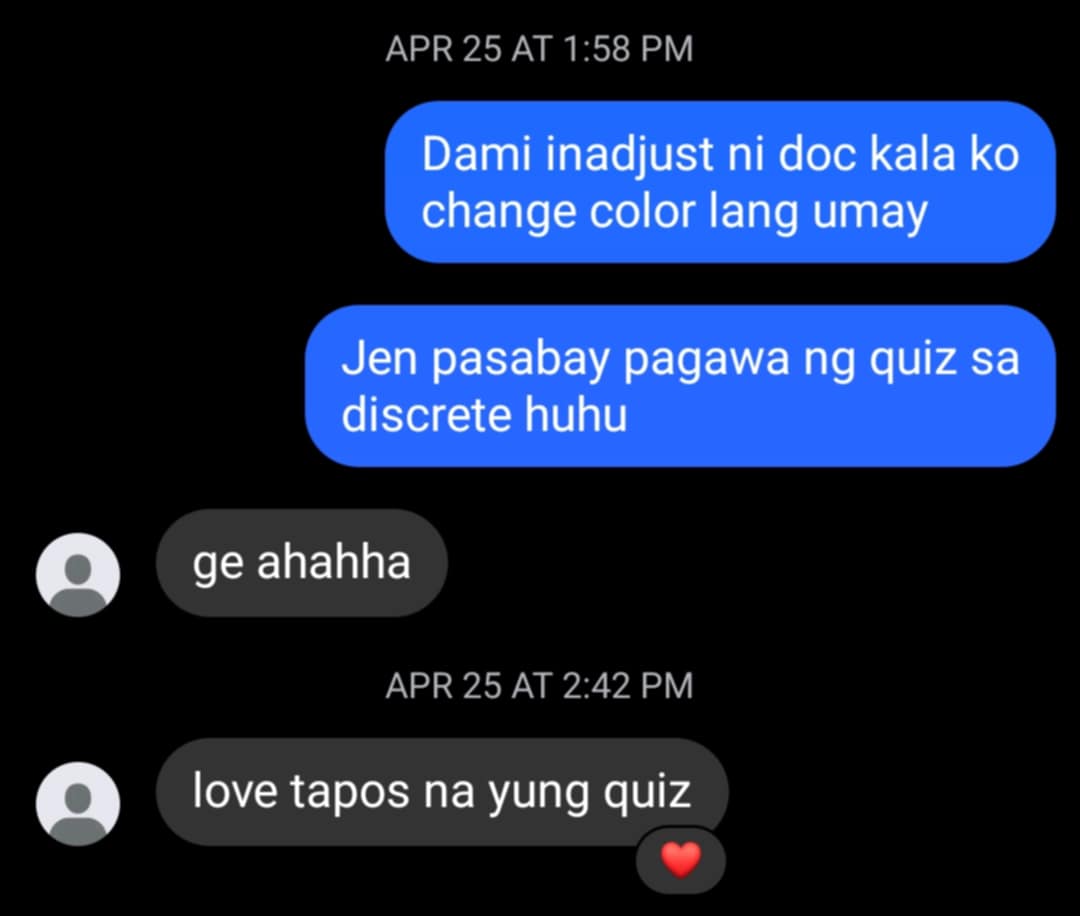 APR 25 AT 1:58 PM
Dami inadjust ni doc kala ko
change color lang umay
Jen pasabay pagawa ng quiz sa
discrete huhu
ge ahahha
APR 25 AT 2:42 PM
love tapos na yung quiz